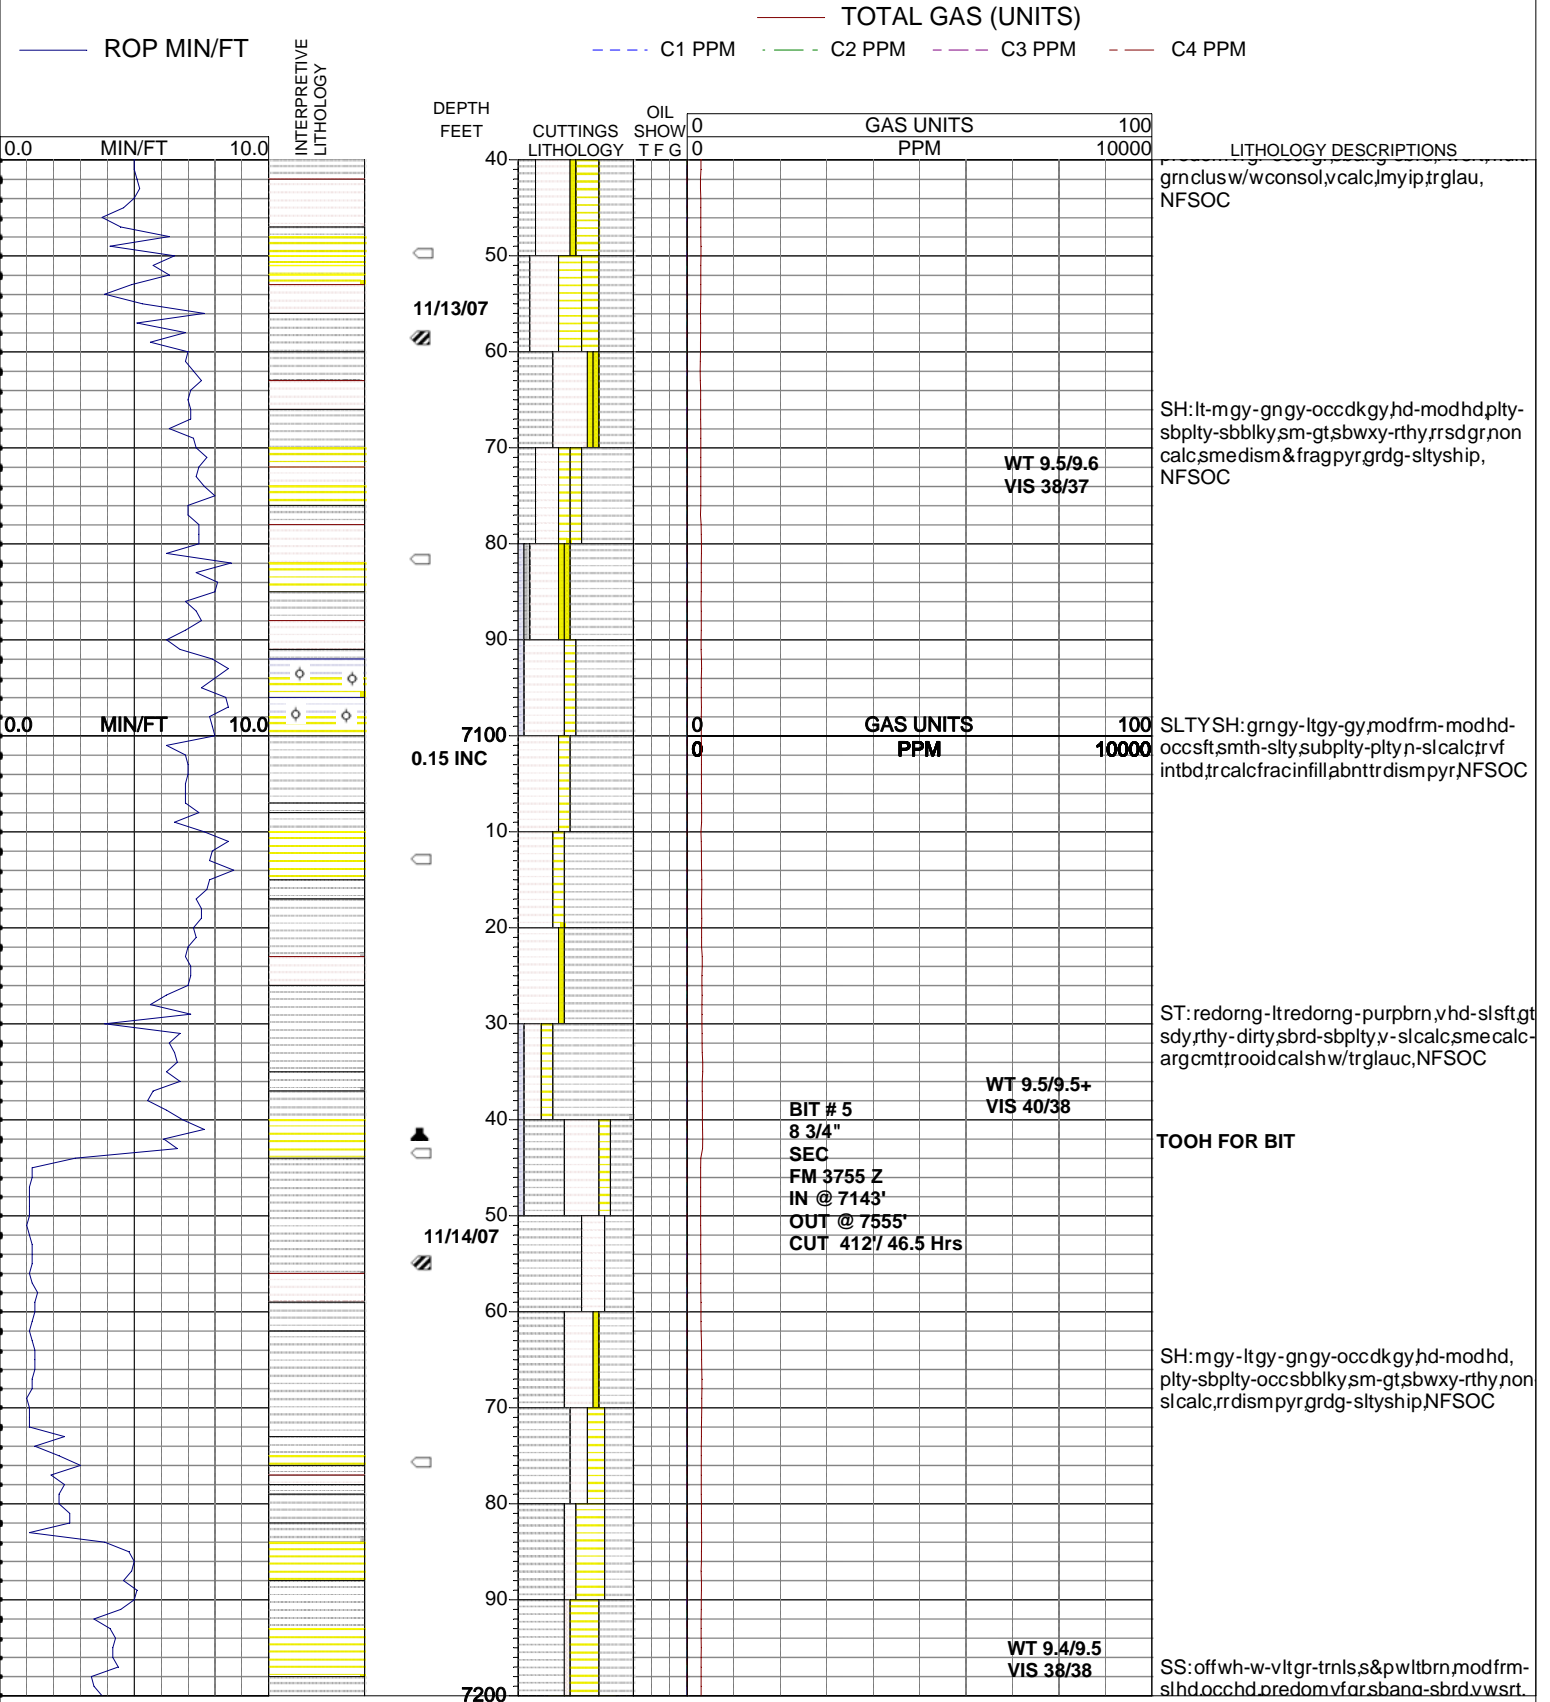 TOTAL GAS (UNITS)
ROP MIN/FT
C1 PPM
C2 PPM
C3 PPM
C4 PPM
INTERPRETIVE
LITHOLOGY
DEPTH
FEET
CUTTINGS
LITHOLOGY
OIL
SHOW
T F G
0.0 MIN/FT 10.0
0 GAS UNITS 100
0 PPM 10000
LITHOLOGY DESCRIPTIONS
40
grnclusw/wconsol,vcalc,lmyip,trglau,
NFSOC
50
11/13/07
60
SH:lt-mgy-gngy-occdkgy,hd-modhd,plty-
sbplty-sbblky,sm-gt,sbwxy-rthy,rrsdgr,non
calc,smedism&fragpyr,grdg-sltyship,
NFSOC
70
WT 9.5/9.6
VIS 38/37
80
90
0.0 MIN/FT 10.0
7100
0 GAS UNITS 100
0 PPM 10000
0.15 INC
SLTYSH:grngy-ltgy-gy,modfrm-modhd-
occsft,smth-slty,subplty-plty,n-slcalc,trvf
intbd,trcalcfracinfill,abnttrdismpyr,NFSOC
10
20
30
ST:redorng-ltredorng-purpbrn,vhd-slsft,gt
sdy,rthy-dirty,sbrd-sbplty,v-slcalc,smecalc-
argcmt,trooidcalshw/trglauc,NFSOC
WT 9.5/9.5+
VIS 40/38
40
BIT # 5
8 3/4"
SEC
FM 3755 Z
IN @ 7143'
OUT @ 7555'
CUT 412'/ 46.5 Hrs
TOOH FOR BIT
50
11/14/07
60
SH:mgy-ltgy-gngy-occdkgy,hd-modhd,
plty-sbplty-occsbblky,sm-gt,sbwxy-rthy,non-
slcalc,rrdismpyr,grdg-sltyship,NFSOC
70
80
90
WT 9.4/9.5
VIS 38/38
SS:offwh-w-vltgr-trnls,s&pwltbrn,modfrm-
slhd,occhd,predomvfgr,sbang-sbrd,vwsrt,
7200